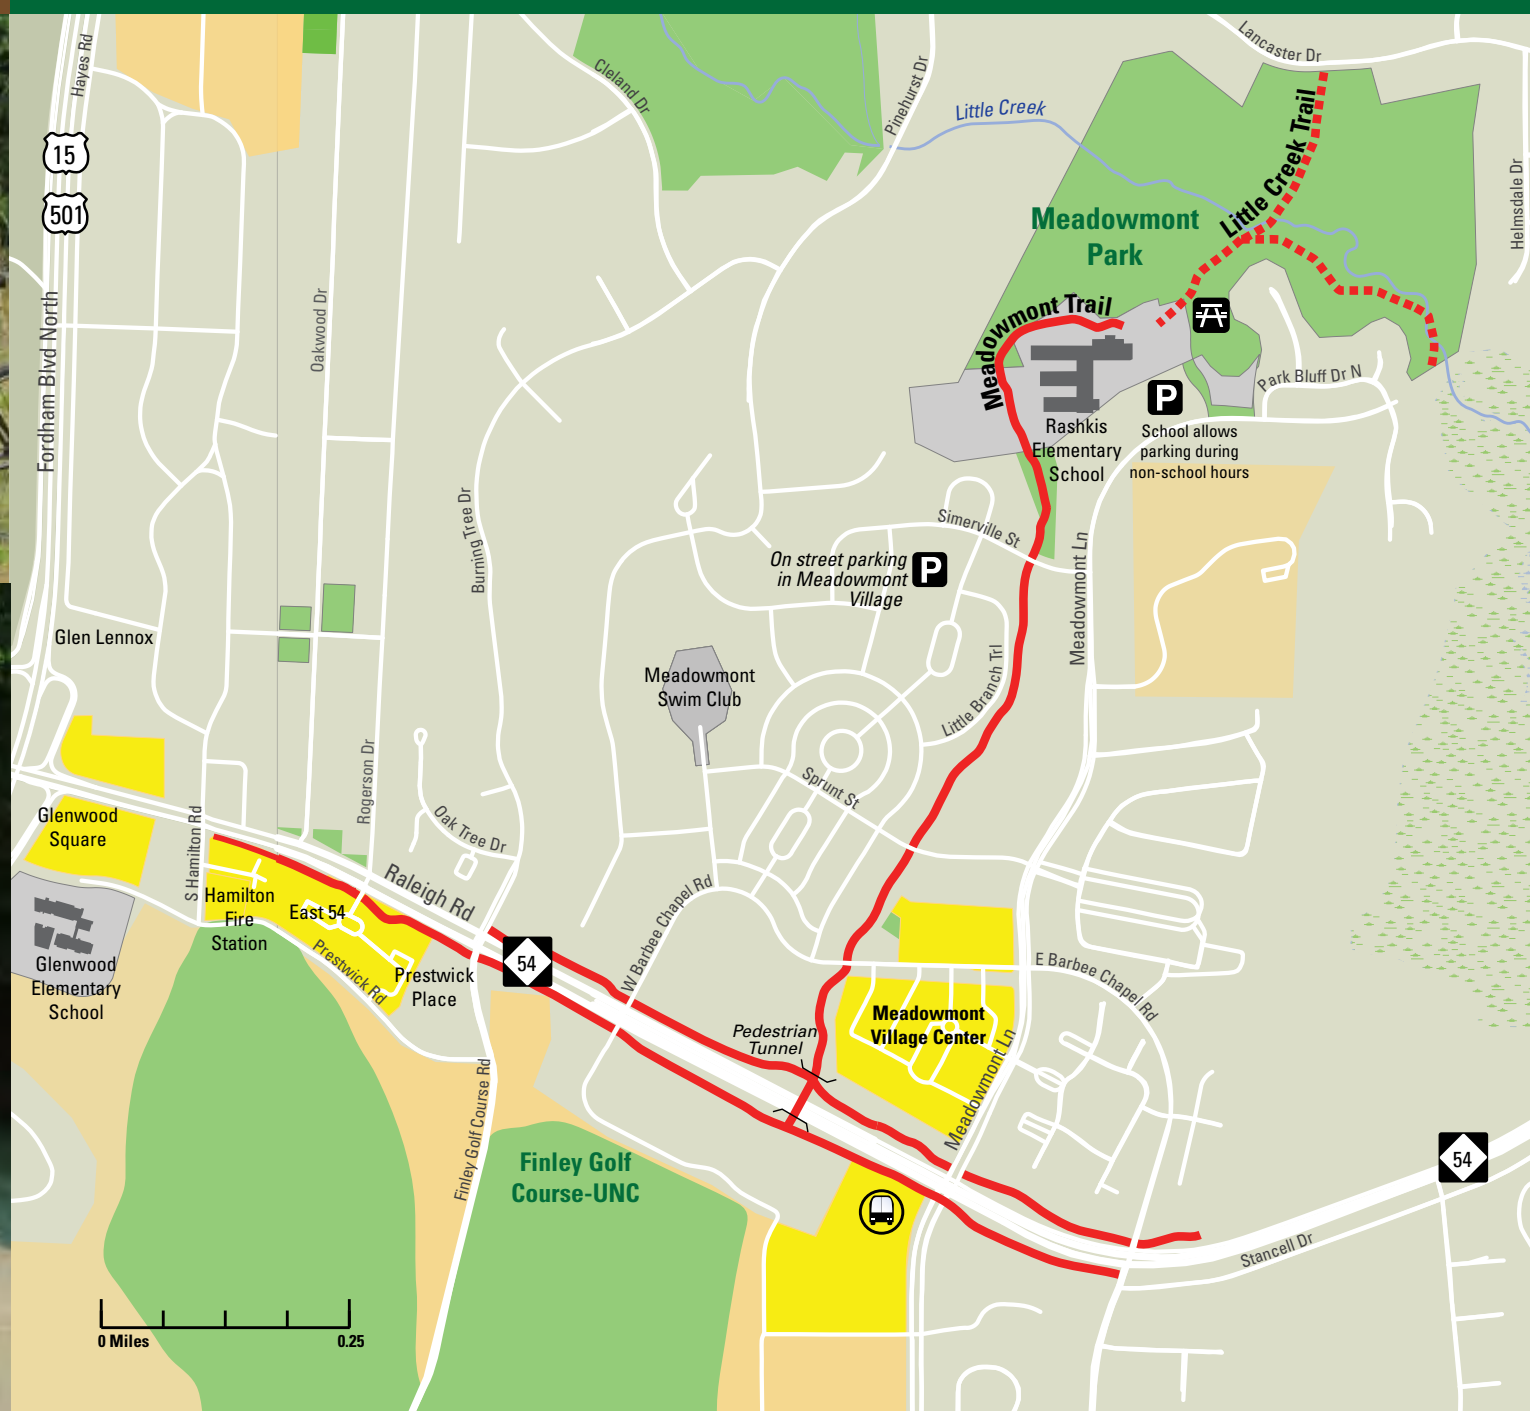 Lancaster Dr
Hayes Rd
Cleland Dr
Pinehurst Dr
Little Creek
Little Creek Trail
15
501
Helmsdale Dr
Meadowmont
Park
Fordham Blvd North
Oakwood Dr
Meadowmont Trail
Park Bluff Dr N
P
Rashkis
Elementary
School
School allows
parking during
non-school hours
Burning Tree Dr
Simerville St
Meadowmont Ln
On street parking
in Meadowmont
Village
P
Glen Lennox
Meadowmont
Swim Club
Little Branch Trl
Rogerson Dr
Sprunt St
Glenwood
Square
S Hamilton Rd
Oak Tree Dr
Raleigh Rd
Hamilton
Fire
Station
East 54
W Barbee Chapel Rd
Prestwick Rd
Prestwick
Place
54
E Barbee Chapel Rd
Glenwood
Elementary
School
Meadowmont
Village Center
Pedestrian
Tunnel
Meadowmont Ln
Finley Golf Course Rd
Finley Golf
Course-UNC
54
Stancell Dr
0 Miles
0.25